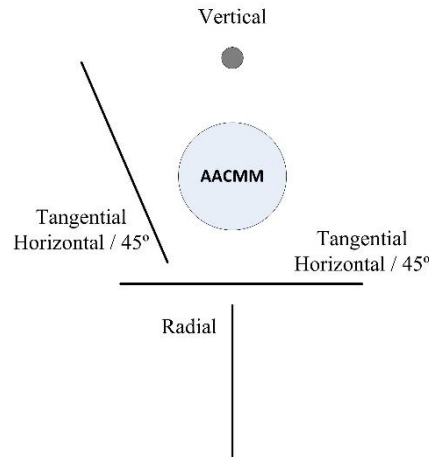 Vertical
AACMM
Tangential
Horizontal / 45º
Tangential
Horizontal / 45º
Radial